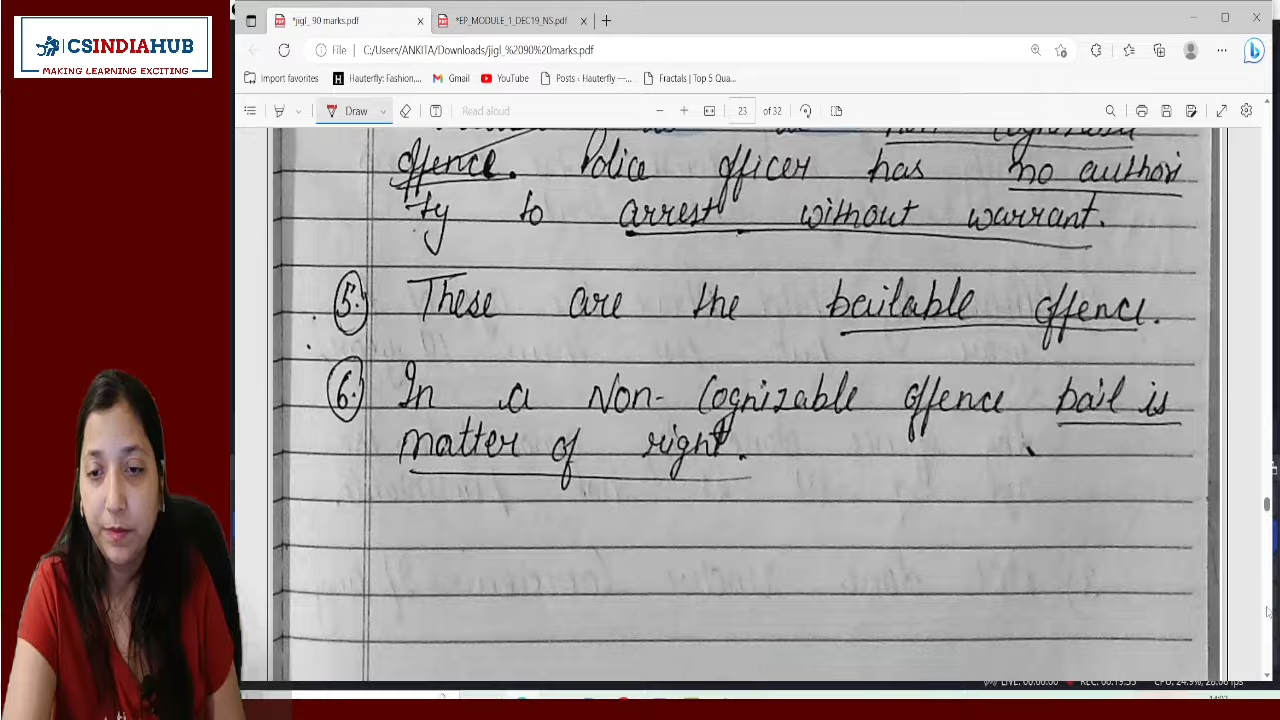 CSINDIAHUB
MAKING LEARNING EXCITING
*jigl_ 90 marks.pdf
*EP_MODULE_1_DEC19_NS.pdf
File
C:/Users/ANKITA/Downloads/jigl_%2090%20marks.pdf
Import favorites
Hauterfly: Fashion,...
Gmail
YouTube
Posts ‹ Hauterfly —...
Fractals | Top 5 Qua...
Draw
Read aloud
23 of 32
offence. Police officer has no authori
ty to arrest without warrant.
5. These are the bailable offence.
6. In a Non-Cognizable offence bail is
matter of right.